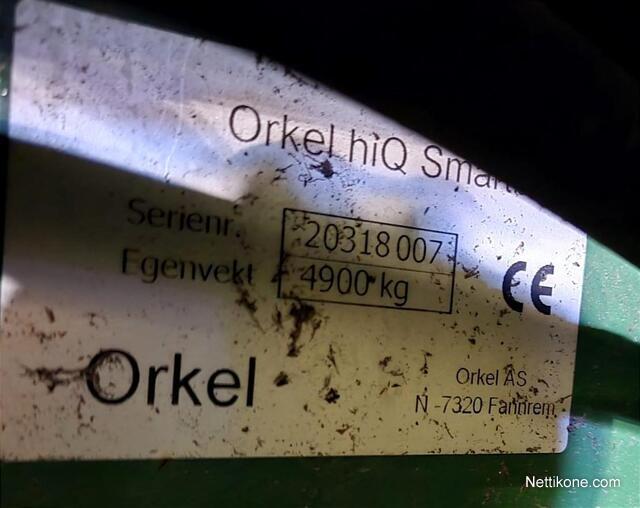 Orkel hiQ Smart
Serienr. 20318 007
Egenvekt 4900 kg
CE
Orkel
Orkel AS
N -7320 Fannrem
Nettikone.com